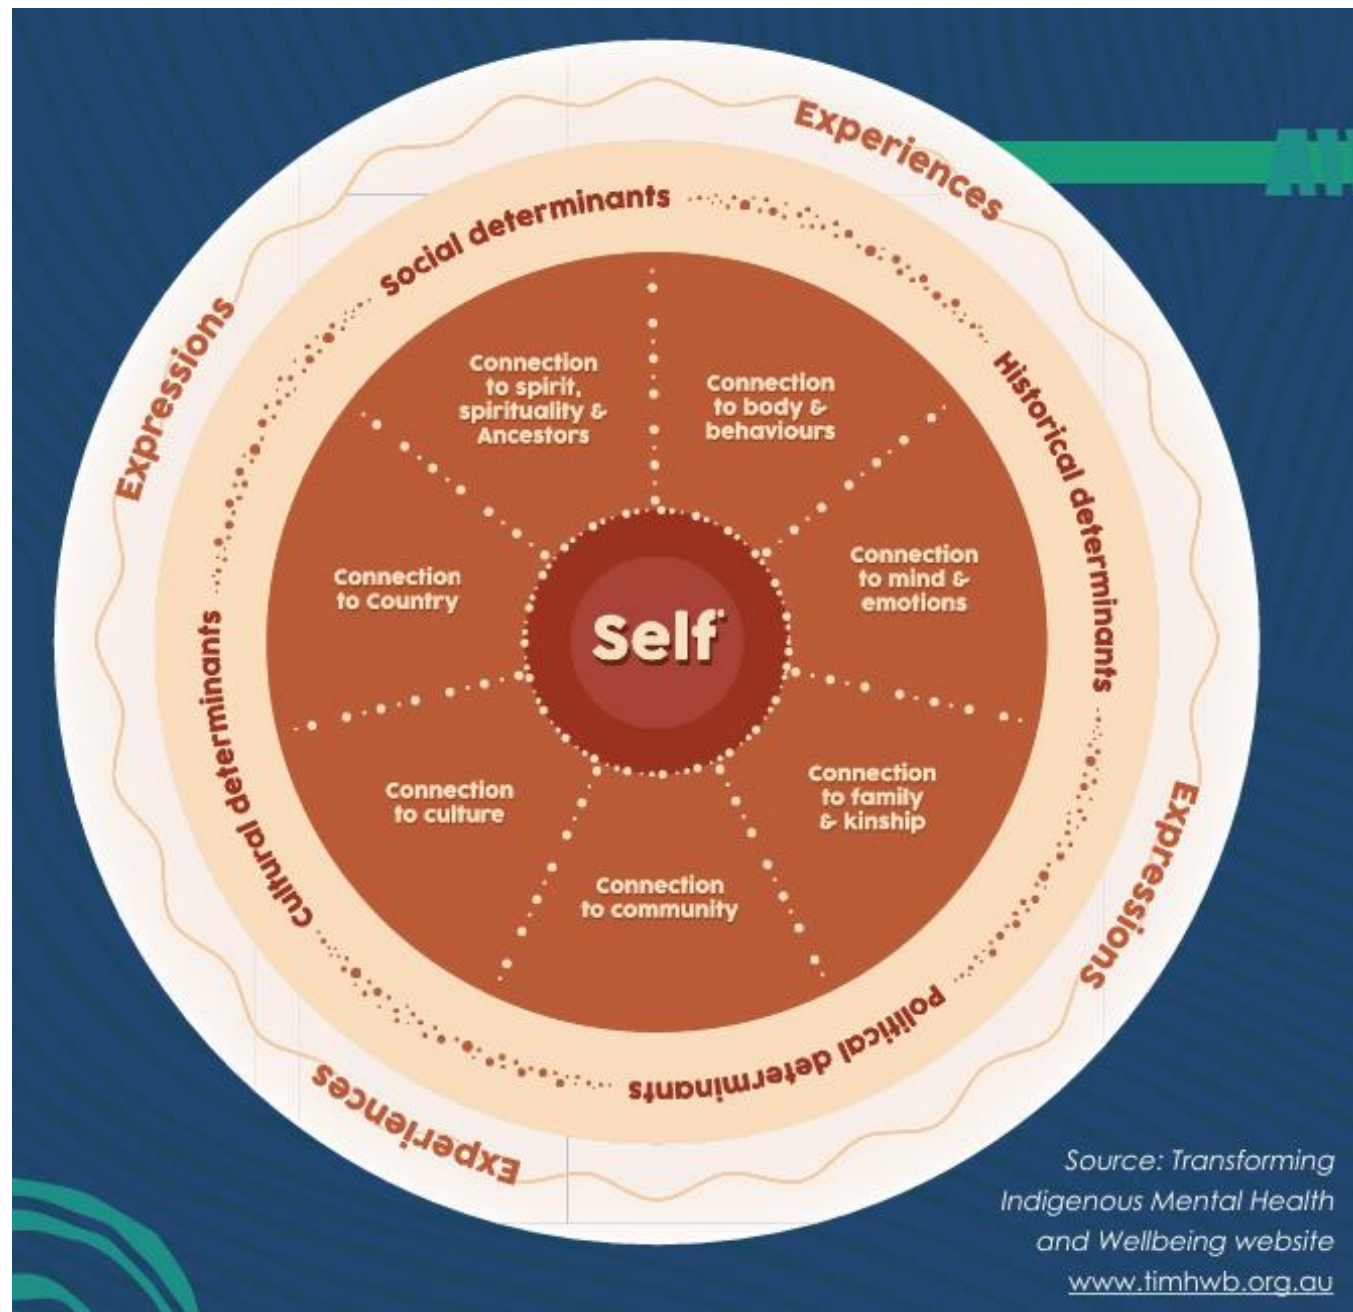 Experiences
Social determinants
Historical determinants
Expressions
Connection
to spirit,
spirituality &
Ancestors
Connection
to body &
behaviours
Connection
to Country
Self
Connection
to mind &
emotions
Connection
to culture
Connection
to family
& kinship
Connection
to community
Cultural determinants
Political determinants
Expressions
Experiences
Source: Transforming
Indigenous Mental Health
and Wellbeing website
www.timhwb.org.au